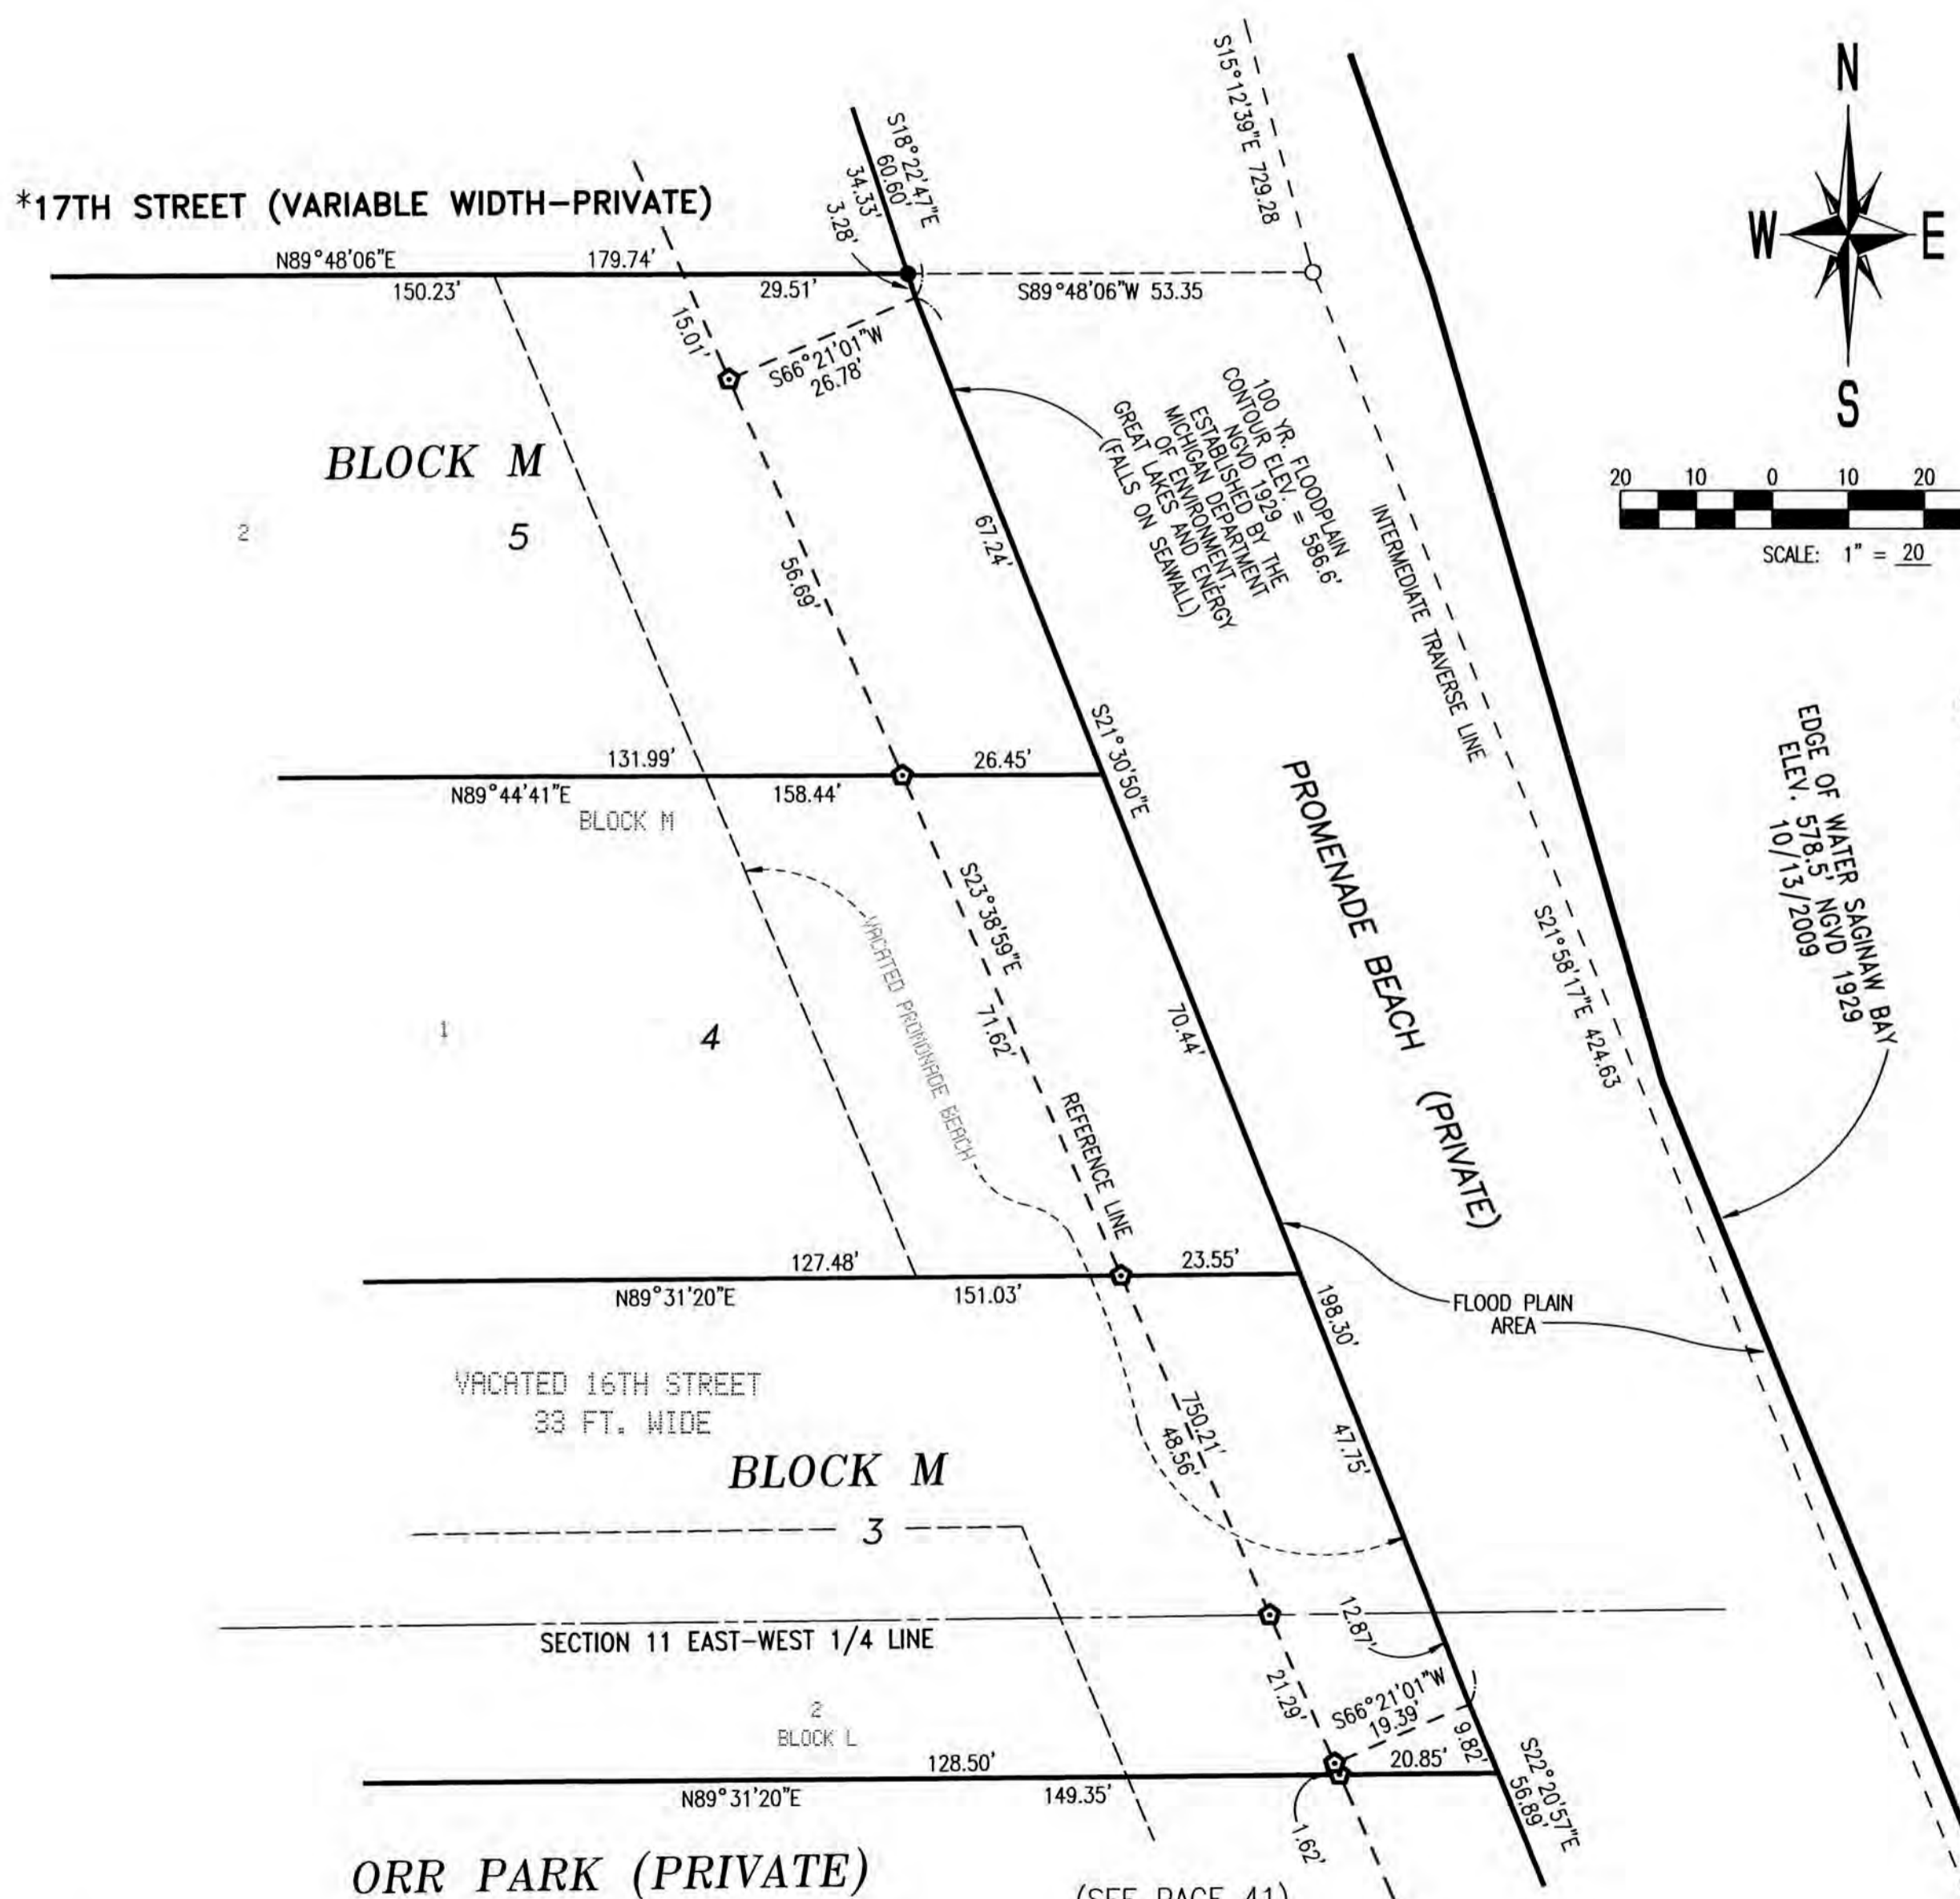 N
W
E
S
20 10 0 10 20
SCALE: 1" = 20
*17TH STREET (VARIABLE WIDTH-PRIVATE)
S18°22'47"E
60.60'
34.33'
3.28'
S15°12'39"E 729.28
N89°48'06"E
179.74'
150.23'
29.51'
S89°48'06"W 53.35
15.01'
S66°21'01"W
26.78'
100 YR. FLOODPLAIN
CONTOUR ELEV. = 586.6'
NGVD 1929
ESTABLISHED BY THE
MICHIGAN DEPARTMENT
OF ENVIRONMENT,
GREAT LAKES AND ENERGY
(FALLS ON SEAWALL)
BLOCK M
2
5
56.69'
67.24'
INTERMEDIATE TRAVERSE LINE
131.99'
26.45'
S21°30'50"E
N89°44'41"E
158.44'
BLOCK M
PROMENADE BEACH (PRIVATE)
EDGE OF WATER SAGINAW BAY
ELEV. 578.5' NGVD 1929
10/13/2009
S23°38'59"E
71.62'
VACATED PROMONADE BEACH
S21°58'17"E 424.63
1
4
70.44'
REFERENCE LINE
127.48'
23.55'
N89°31'20"E
151.03'
198.30'
FLOOD PLAIN
AREA
VACATED 16TH STREET
33 FT. WIDE
750.21'
48.56'
47.75'
BLOCK M
3
SECTION 11 EAST-WEST 1/4 LINE
12.87'
21.29'
S66°21'01"W
19.39'
9.82'
2
BLOCK L
128.50'
20.85'
N89°31'20"E
149.35'
S22°20'57"E
56.89'
1.62'
ORR PARK (PRIVATE)
(SEE PAGE 41)